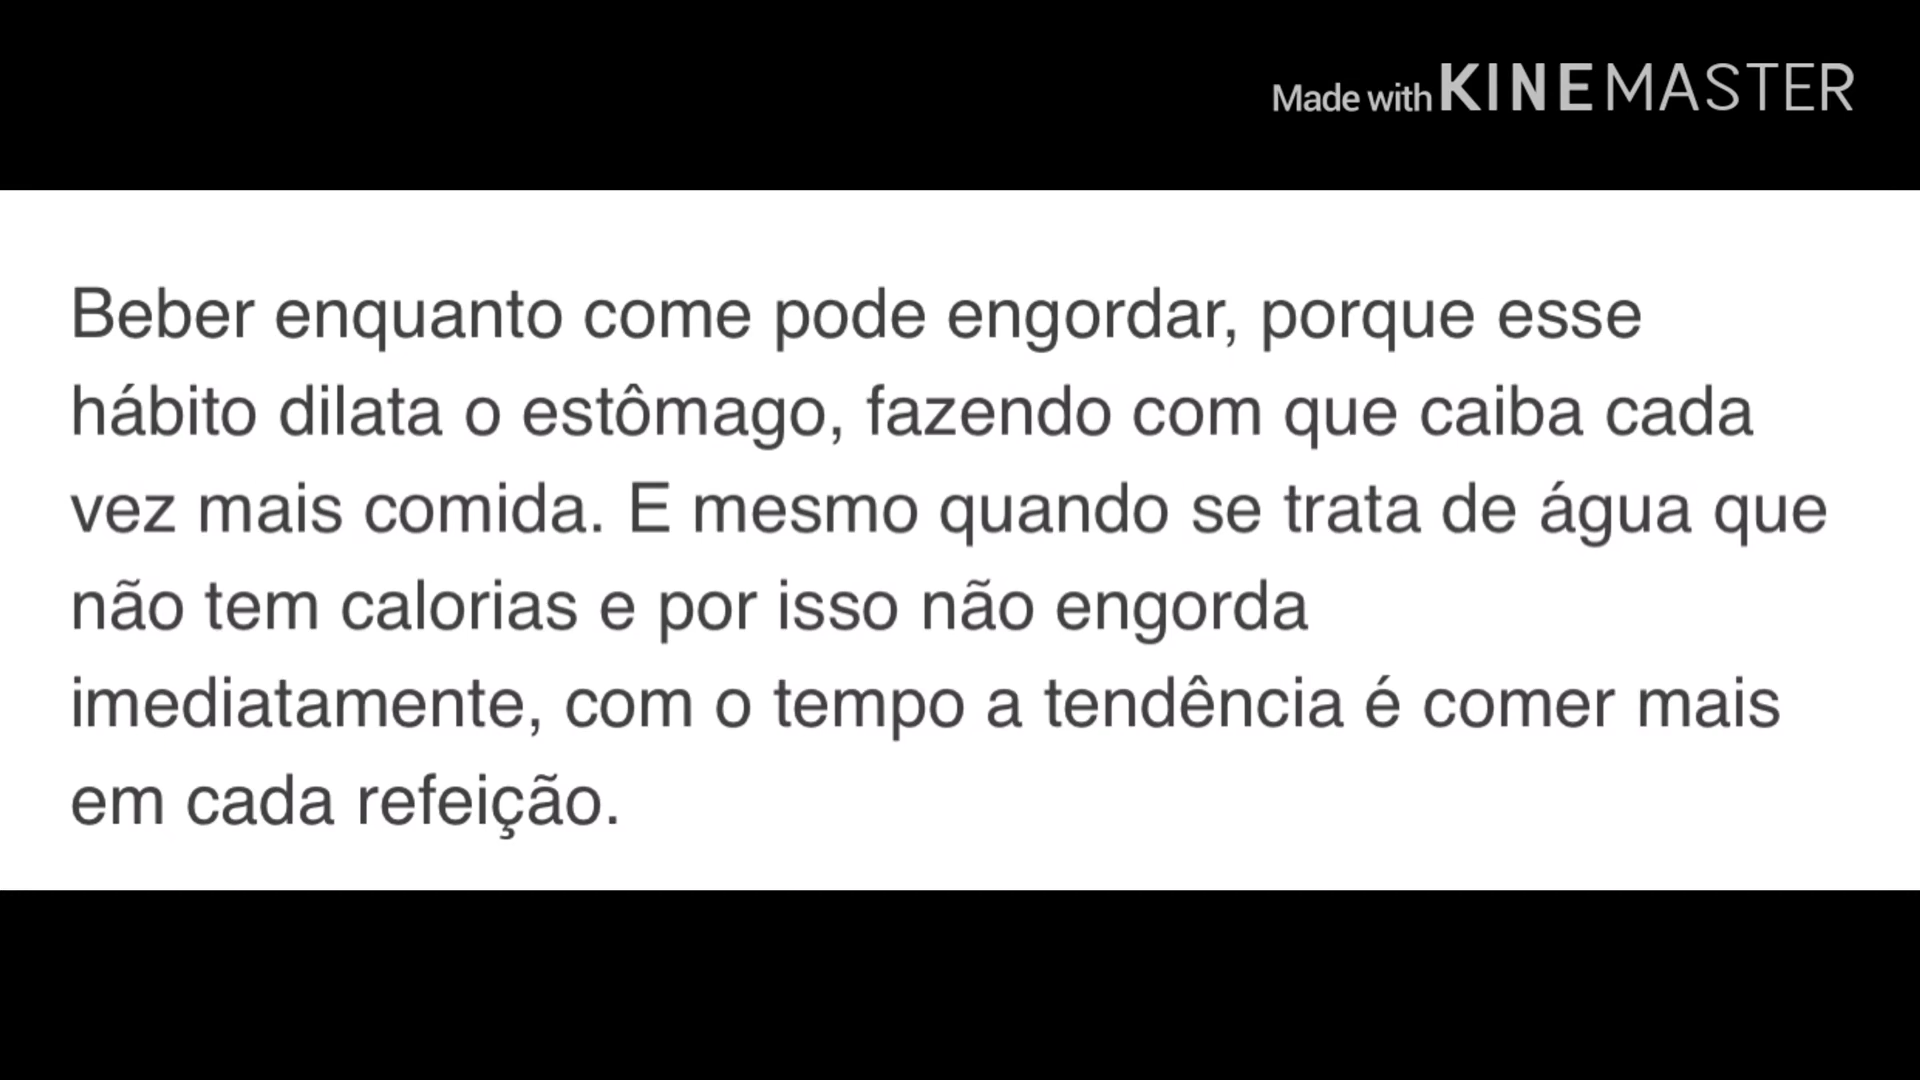 Made with KINEMASTER
Beber enquanto come pode engordar, porque esse
hábito dilata o estômago, fazendo com que caiba cada
vez mais comida. E mesmo quando se trata de água que
não tem calorias e por isso não engorda
imediatamente, com o tempo a tendência é comer mais
em cada refeição.